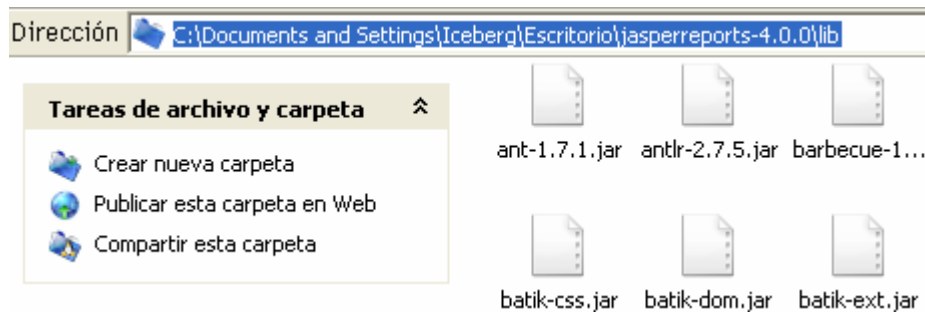 Dirección C:\Documents and Settings\Iceberg\Escritorio\jasperreports-4.0.0\lib
Tareas de archivo y carpeta
Crear nueva carpeta
Publicar esta carpeta en Web
Compartir esta carpeta
ant-1.7.1.jar antlr-2.7.5.jar barbecue-1...
batik-css.jar batik-dom.jar batik-ext.jar